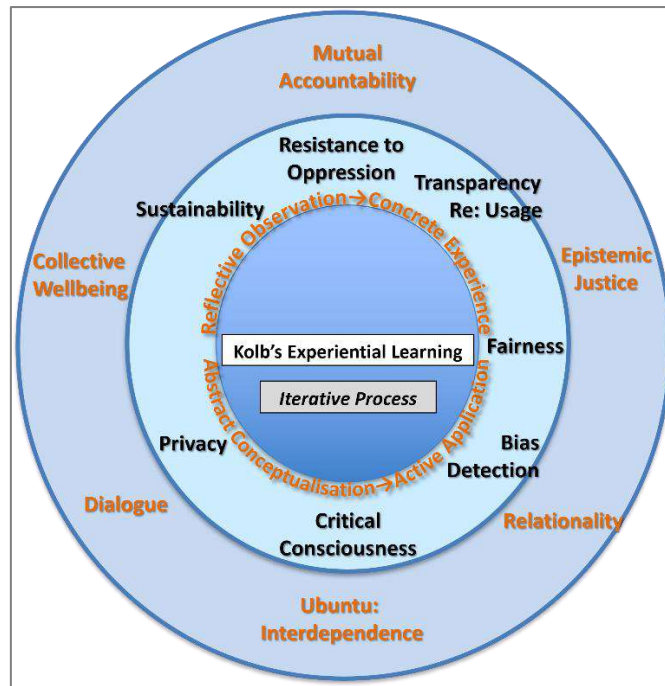 Mutual
Accountability
Resistance to
Oppression
Transparency
Re: Usage
Sustainability
Reflective Observation→Concrete Experience
Collective
Wellbeing
Epistemic
Justice
Kolb's Experiential Learning
Fairness
Iterative Process
Abstract Conceptualisation→Active Application
Privacy
Bias
Detection
Dialogue
Relationality
Critical
Consciousness
Ubuntu:
Interdependence